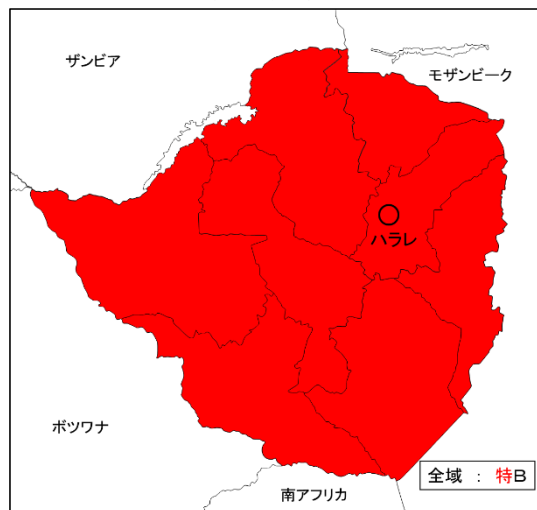 ザンビア
モザンビーク
ハラレ
ボツワナ
全域 : 特B
南アフリカ